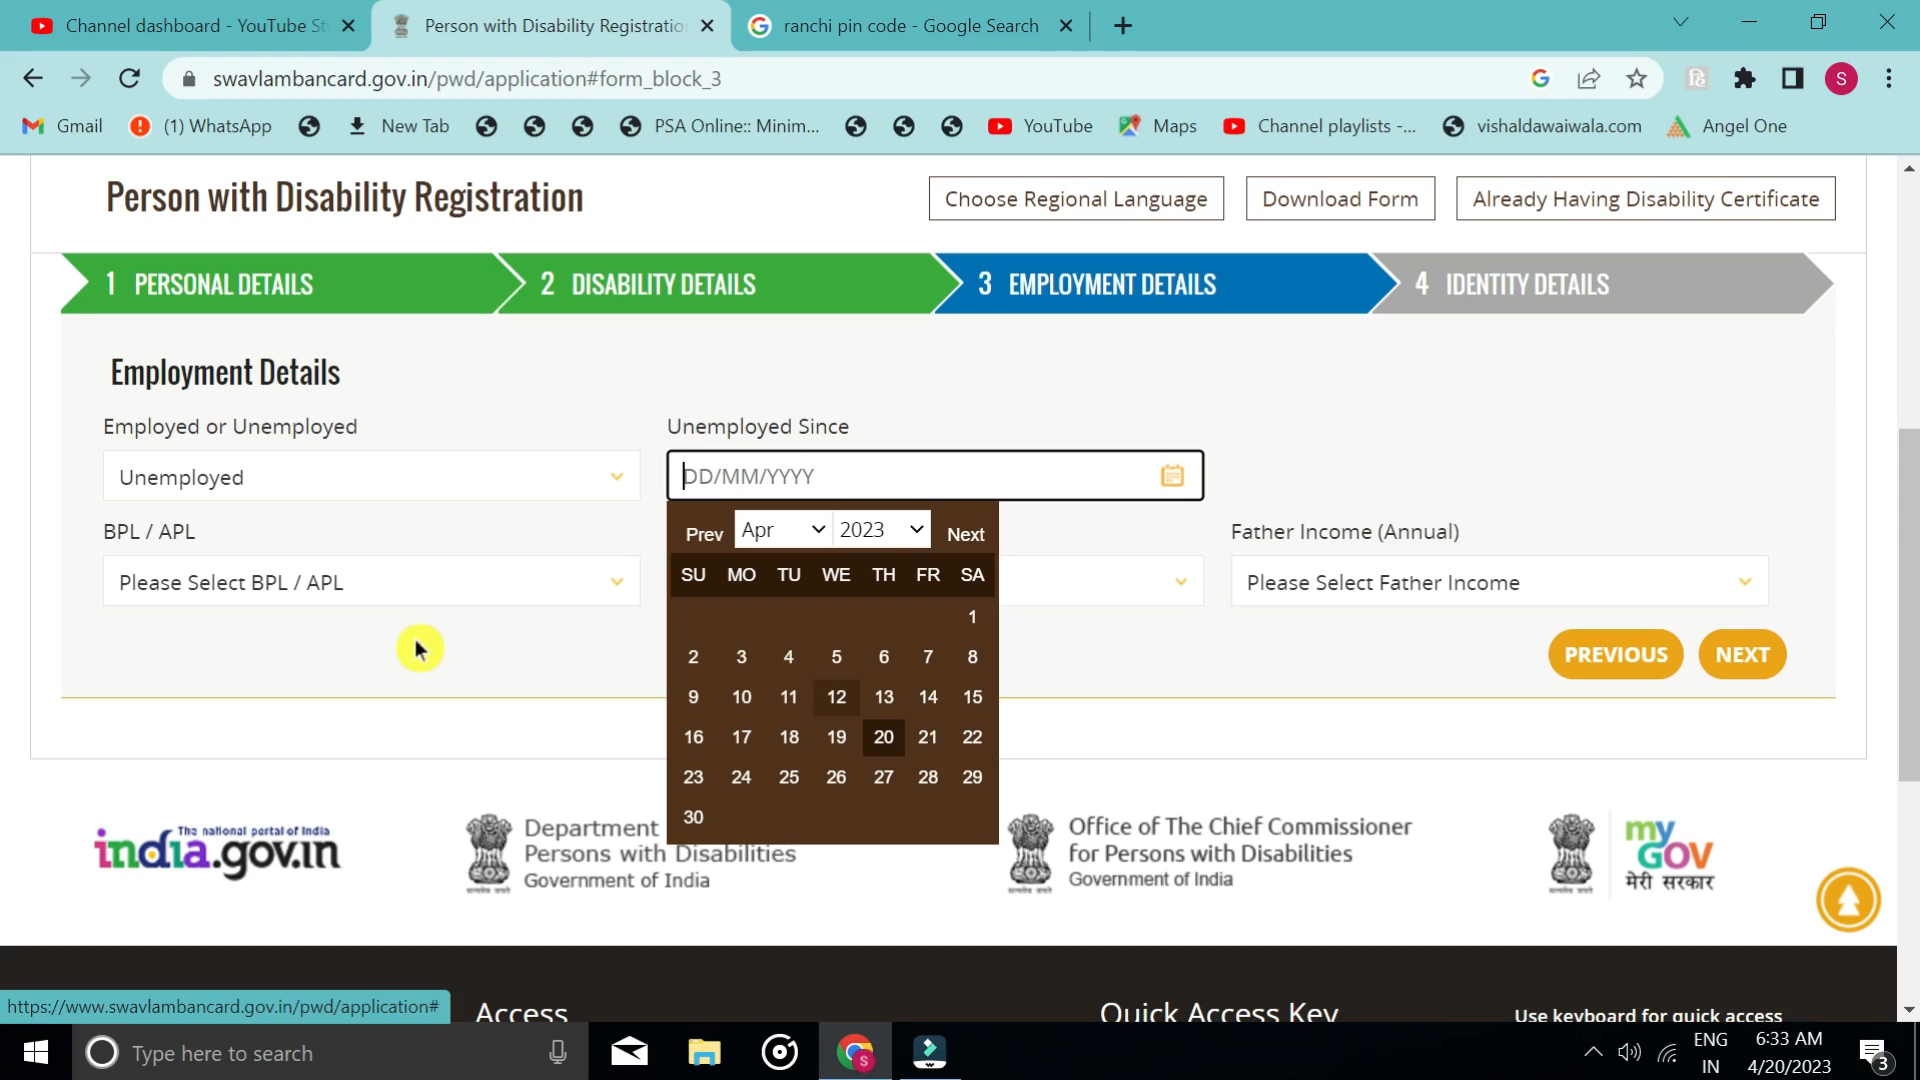 Channel dashboard - YouTube St
Person with Disability Registratio
ranchi pin code - Google Search
swavlambancard.gov.in/pwd/application#form_block_3
S
Gmail
(1) WhatsApp
New Tab
PSA Online:: Minim...
YouTube
Maps
Channel playlists -...
vishaldawaiwala.com
Angel One
Person with Disability Registration
Choose Regional Language
Download Form
Already Having Disability Certificate
1 PERSONAL DETAILS
2 DISABILITY DETAILS
3 EMPLOYMENT DETAILS
4 IDENTITY DETAILS
Employment Details
Employed or Unemployed
Unemployed Since
Unemployed
DD/MM/YYYY
BPL / APL
Father Income (Annual)
Please Select BPL / APL
Please Select Father Income
Prev Apr 2023 Next
SU MO TU WE TH FR SA
1
2 3 4 5 6 7 8
9 10 11 12 13 14 15
16 17 18 19 20 21 22
23 24 25 26 27 28 29
30
PREVIOUS
NEXT
The national portal of India
india.gov.in
Department
Persons with Disabilities
Government of India
Office of The Chief Commissioner
for Persons with Disabilities
Government of India
my
GOV
मेरी सरकार
https://www.swavlambancard.gov.in/pwd/application#
Access
Quick Access Key
Use keyboard for quick access
Type here to search
S
ENG
IN
6:33 AM
4/20/2023
3